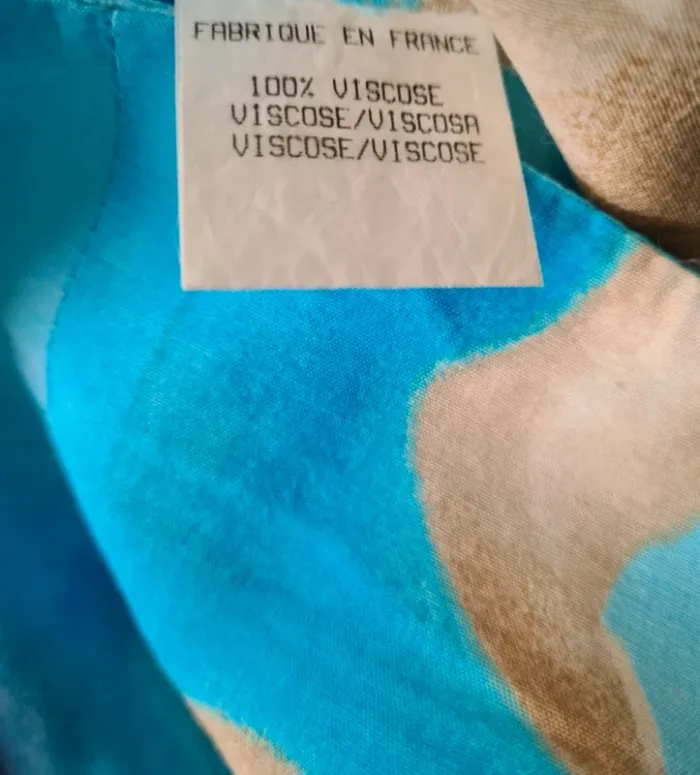 FABRIQUE EN FRANCE
100% VISCOSE
VISCOSE/VISCOSA
VISCOSE/VISCOSE